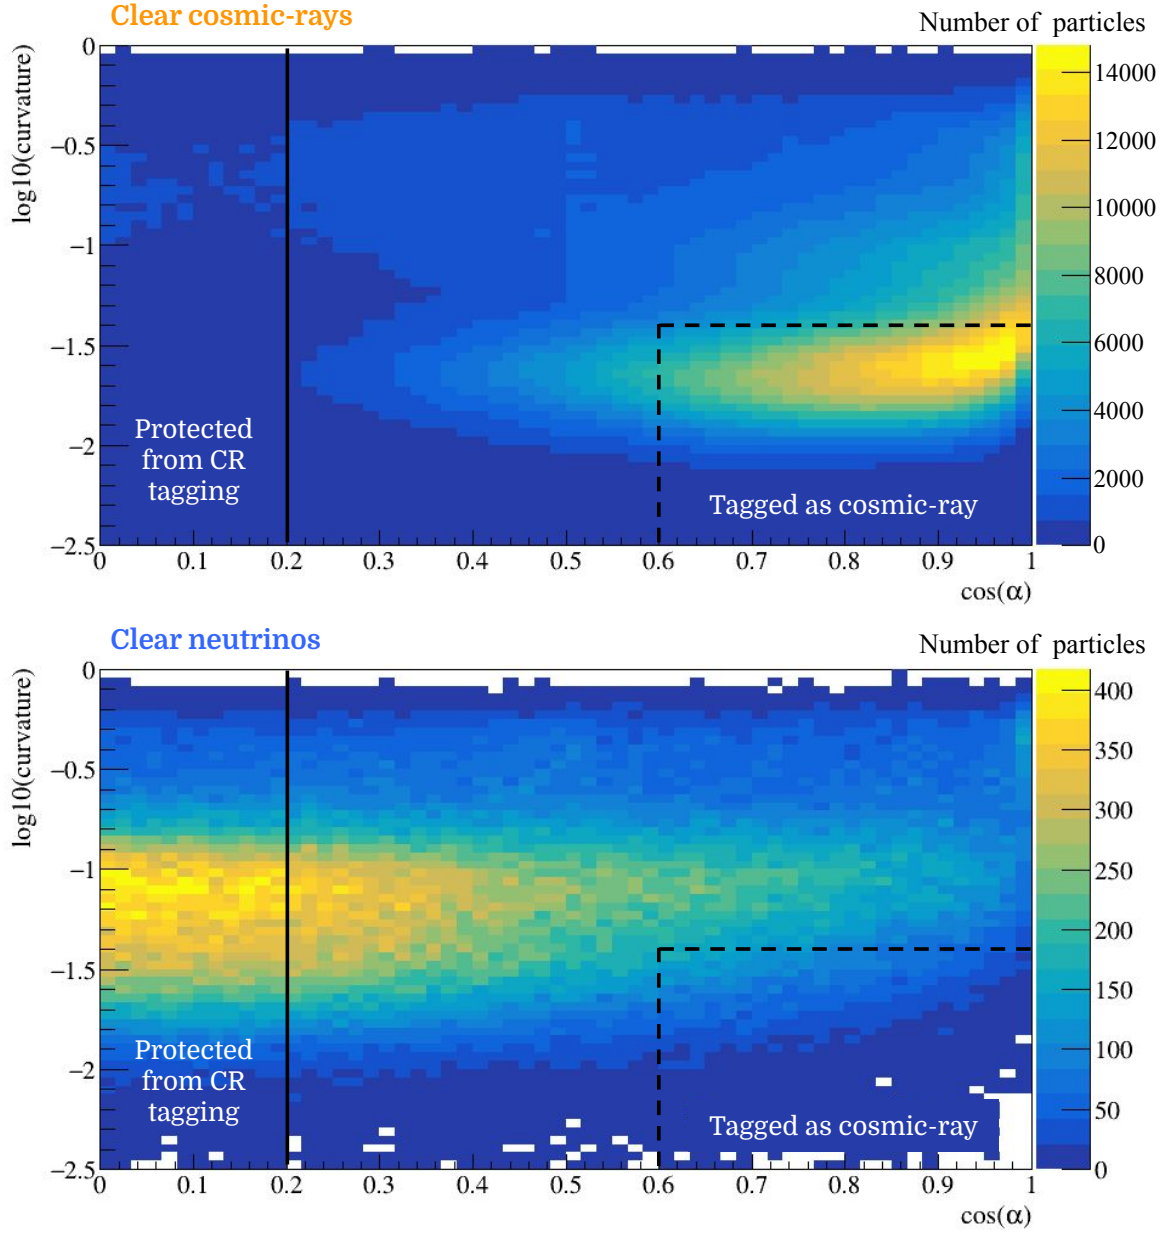 Clear cosmic-rays
Number of particles
log10(curvature)
0
−0.5
−1
−1.5
−2
−2.5
Protected
from CR
tagging
Tagged as cosmic-ray
0 0.1 0.2 0.3 0.4 0.5 0.6 0.7 0.8 0.9 1
cos(α)
14000
12000
10000
8000
6000
4000
2000
0
Clear neutrinos
Number of particles
log10(curvature)
0
−0.5
−1
−1.5
−2
−2.5
Protected
from CR
tagging
Tagged as cosmic-ray
0 0.1 0.2 0.3 0.4 0.5 0.6 0.7 0.8 0.9 1
cos(α)
400
350
300
250
200
150
100
50
0